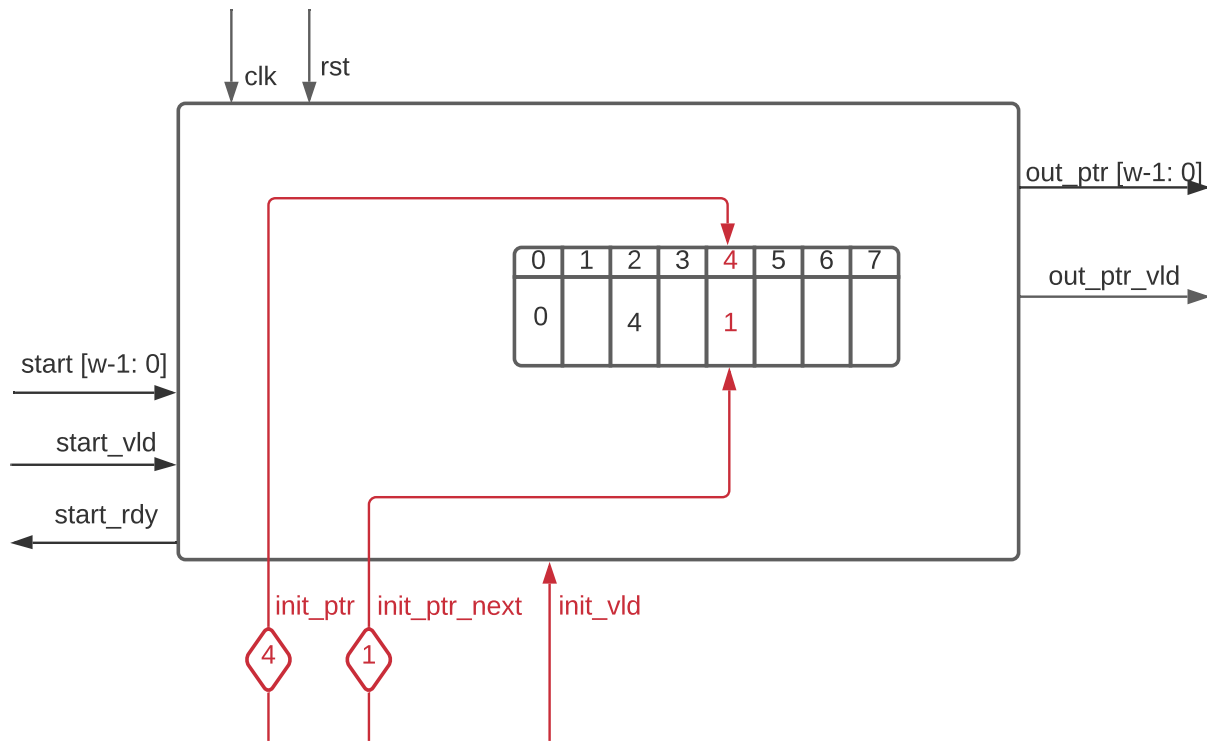 clk
rst
out_ptr [w-1: 0]
0 1 2 3 4 5 6 7
out_ptr_vld
0 4 1
start [w-1: 0]
start_vld
start_rdy
init_ptr init_ptr_next init_vld
4 1